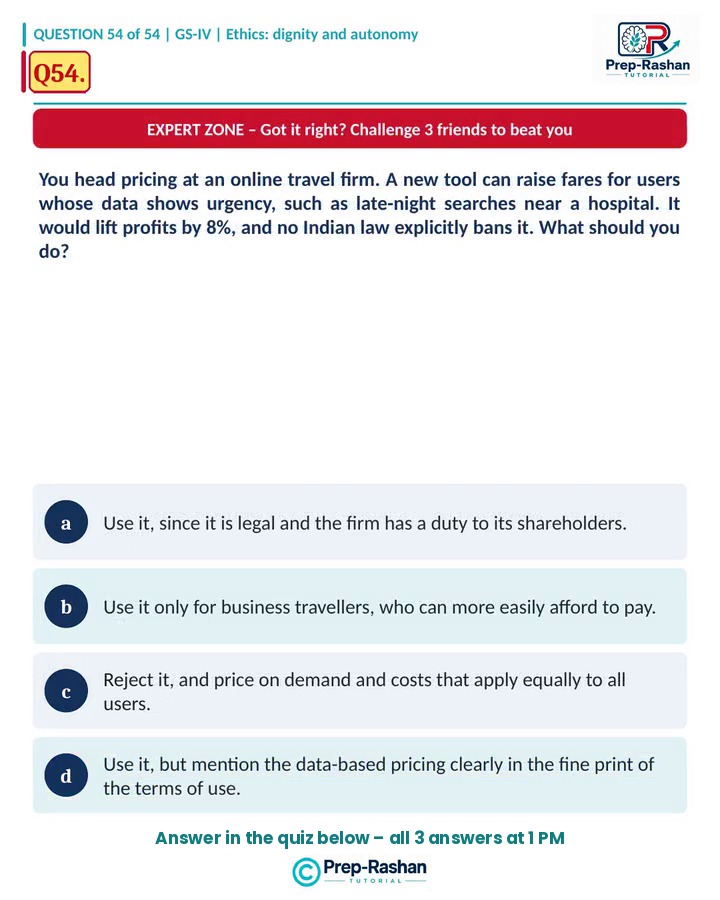 QUESTION 54 of 54 | GS-IV | Ethics: dignity and autonomy
Prep-Rashan
TUTORIAL
Q54.
EXPERT ZONE – Got it right? Challenge 3 friends to beat you
You head pricing at an online travel firm. A new tool can raise fares for users
whose data shows urgency, such as late-night searches near a hospital. It
would lift profits by 8%, and no Indian law explicitly bans it. What should you
do?
a Use it, since it is legal and the firm has a duty to its shareholders.
b Use it only for business travellers, who can more easily afford to pay.
c Reject it, and price on demand and costs that apply equally to all
users.
d Use it, but mention the data-based pricing clearly in the fine print of
the terms of use.
Answer in the quiz below – all 3 answers at 1 PM
© Prep-Rashan
TUTORIAL